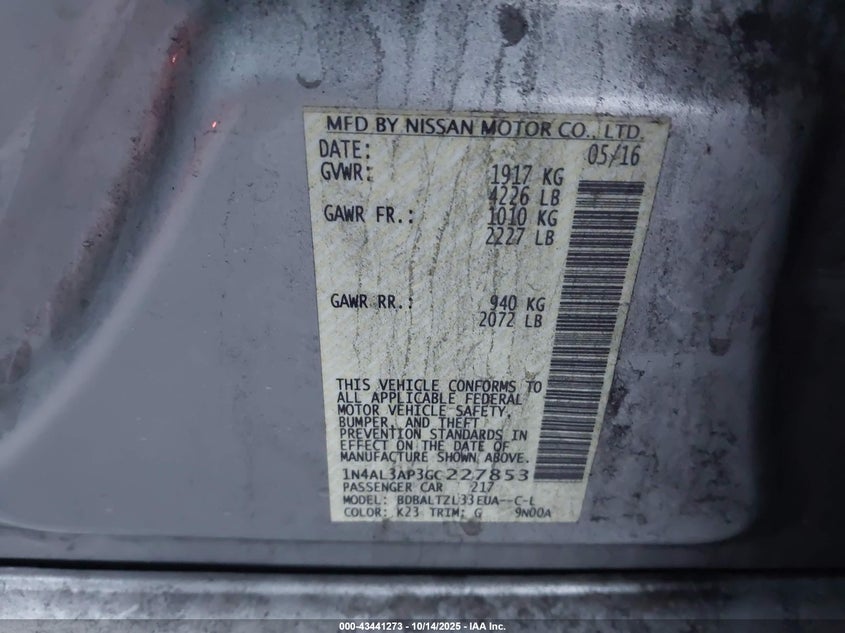 MFD BY NISSAN MOTOR CO., LTD.
DATE: 05/16
GVWR: 1917 KG
4226 LB
GAWR FR.: 1010 KG
2227 LB
GAWR RR.: 940 KG
2072 LB
THIS VEHICLE CONFORMS TO
ALL APPLICABLE FEDERAL
MOTOR VEHICLE SAFETY,
BUMPER, AND THEFT
PREVENTION STANDARDS IN
EFFECT ON THE DATE OF
MANUFACTURE SHOWN ABOVE.
1N4AL3AP3GC227853
PASSENGER CAR 217
MODEL: BDBALTZL33EUA--C-L
COLOR: K23 TRIM: G 9N00A
000-43441273 - 10/14/2025 - IAA Inc.